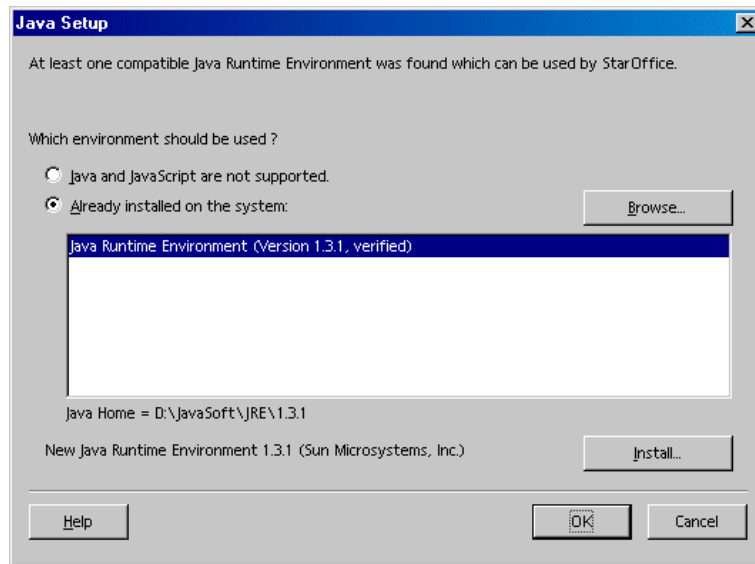 Java Setup
At least one compatible Java Runtime Environment was found which can be used by StarOffice.
Which environment should be used ?
Java and JavaScript are not supported.
Already installed on the system:
Browse...
Java Runtime Environment (Version 1.3.1, verified)
Java Home = D:\JavaSoft\JRE\1.3.1
New Java Runtime Environment 1.3.1 (Sun Microsystems, Inc.)
Install...
Help
OK
Cancel